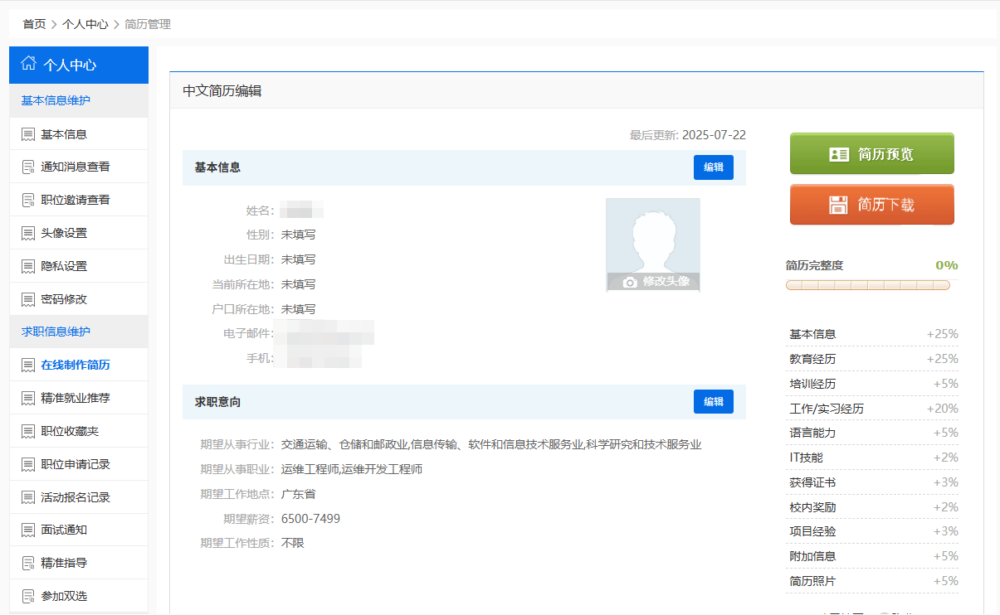 首页 > 个人中心 > 简历管理
个人中心
基本信息维护
基本信息
通知消息查看
职位邀请查看
头像设置
隐私设置
密码修改
求职信息维护
在线制作简历
精准就业推荐
职位收藏夹
职位申请记录
活动报名记录
面试通知
精准指导
参加双选
中文简历编辑
最后更新: 2025-07-22
基本信息 编辑
姓名:
性别: 未填写
出生日期: 未填写
当前所在地: 未填写
户口所在地: 未填写
电子邮件:
手机:
修改头像
求职意向 编辑
期望从事行业: 交通运输、仓储和邮政业,信息传输、软件和信息技术服务业,科学研究和技术服务业
期望从事职业: 运维工程师,运维开发工程师
期望工作地点: 广东省
期望薪资: 6500-7499
期望工作性质: 不限
简历预览
简历下载
简历完整度 0%
基本信息 +25%
教育经历 +25%
培训经历 +5%
工作/实习经历 +20%
语言能力 +5%
IT技能 +2%
获得证书 +3%
校内奖励 +2%
项目经验 +3%
附加信息 +5%
简历照片 +5%